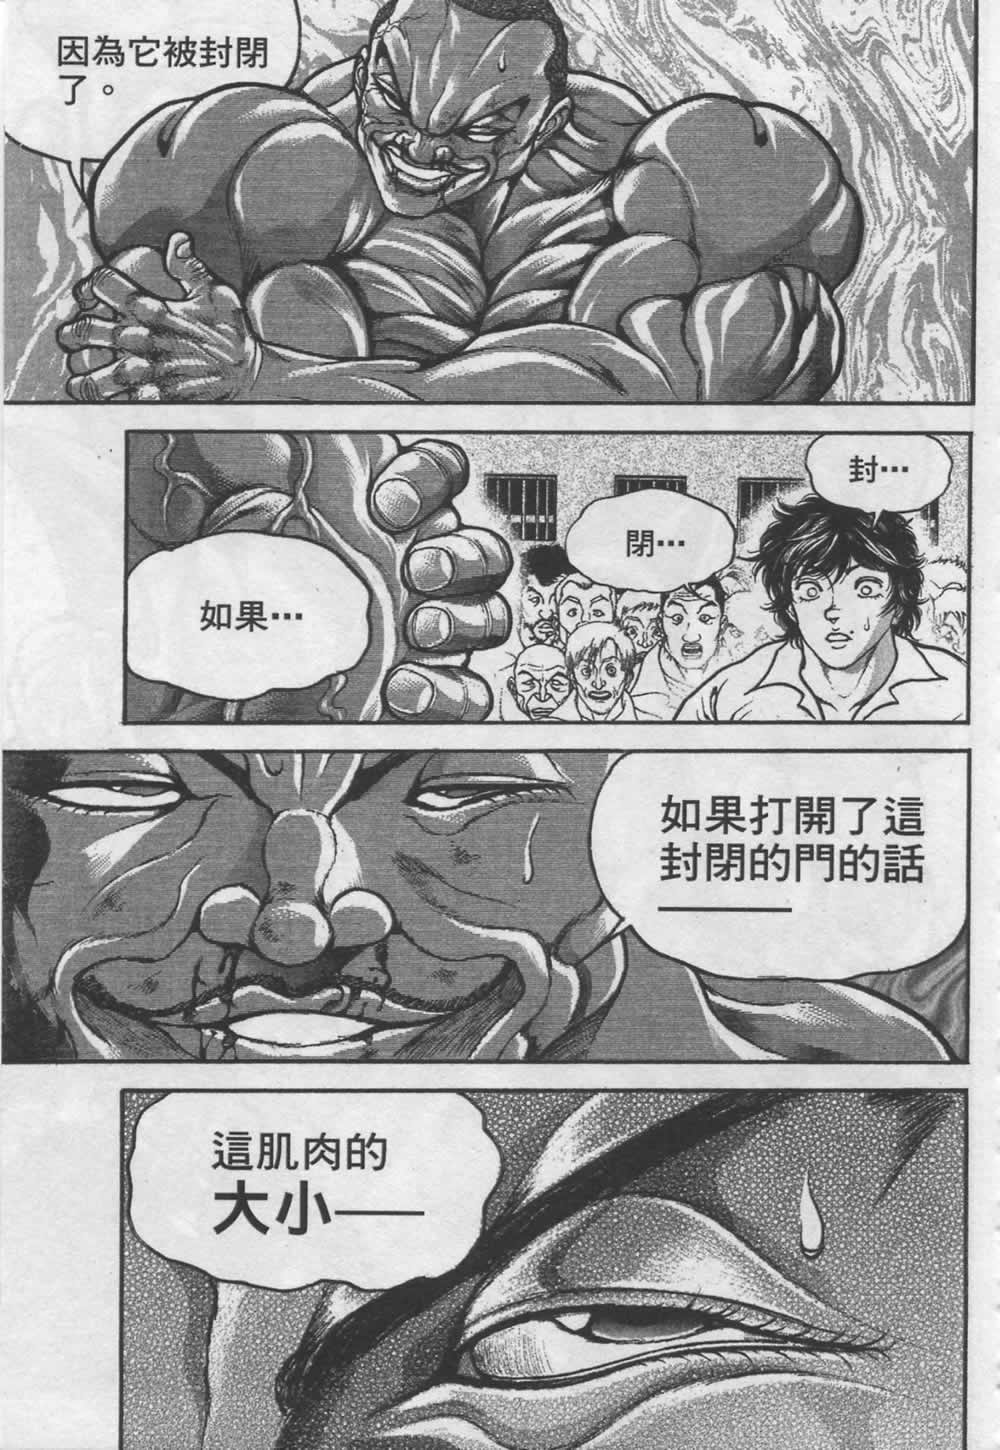 因為它被封閉
了。
封⋯
閉⋯
如果⋯
如果打開了這
封閉的門的話
——
這肌肉的
大小——